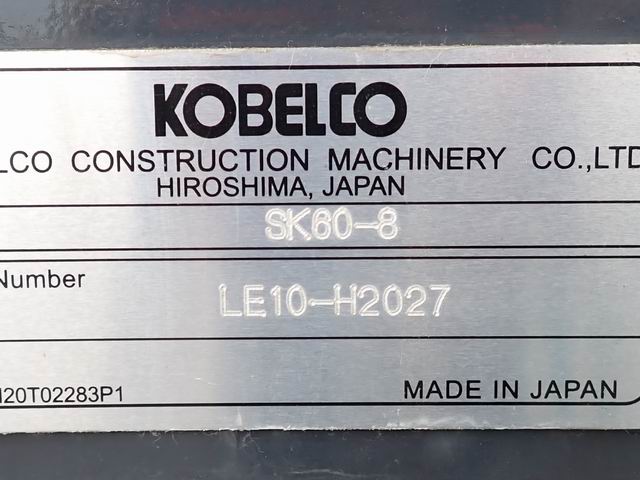 KOBELCO
LCO CONSTRUCTION MACHINERY CO.,LTD
HIROSHIMA, JAPAN
SK60-8
Number
LE10-H2027
20T02283P1
MADE IN JAPAN